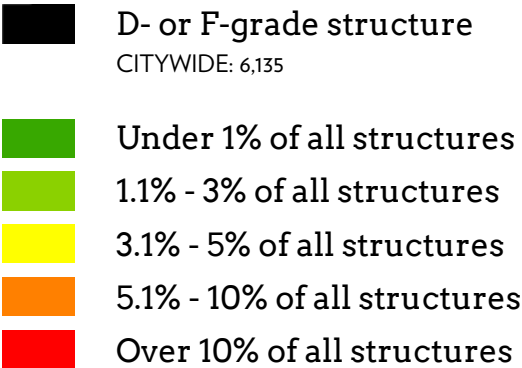 D- or F-grade structure
CITYWIDE: 6,135
Under 1% of all structures
1.1% - 3% of all structures
3.1% - 5% of all structures
5.1% - 10% of all structures
Over 10% of all structures